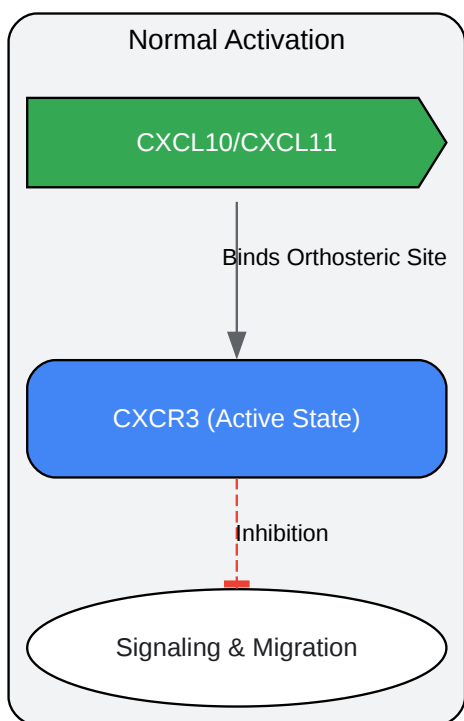 Normal Activation
CXCL10/CXCL11
Binds Orthosteric Site
CXCR3 (Active State)
Inhibition
Signaling & Migration